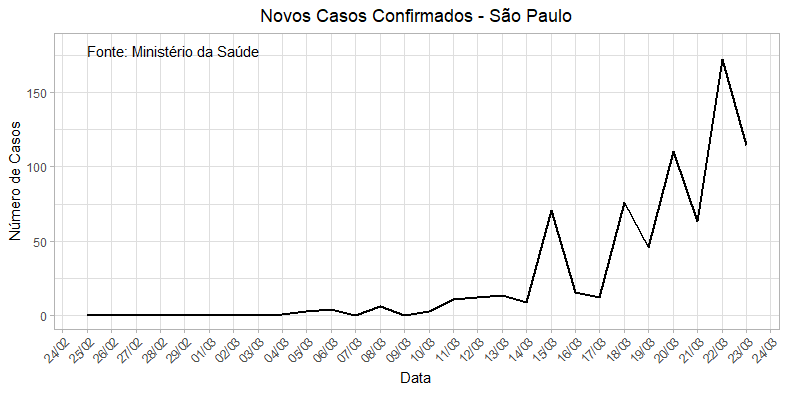 Novos Casos Confirmados - São Paulo
Fonte: Ministério da Saúde
Número de Casos
150
100
50
0
24/02 25/02 26/02 27/02 28/02 29/02 01/03 02/03 03/03 04/03 05/03 06/03 07/03 08/03 09/03 10/03 11/03 12/03 13/03 14/03 15/03 16/03 17/03 18/03 19/03 20/03 21/03 22/03 23/03 24/03
Data